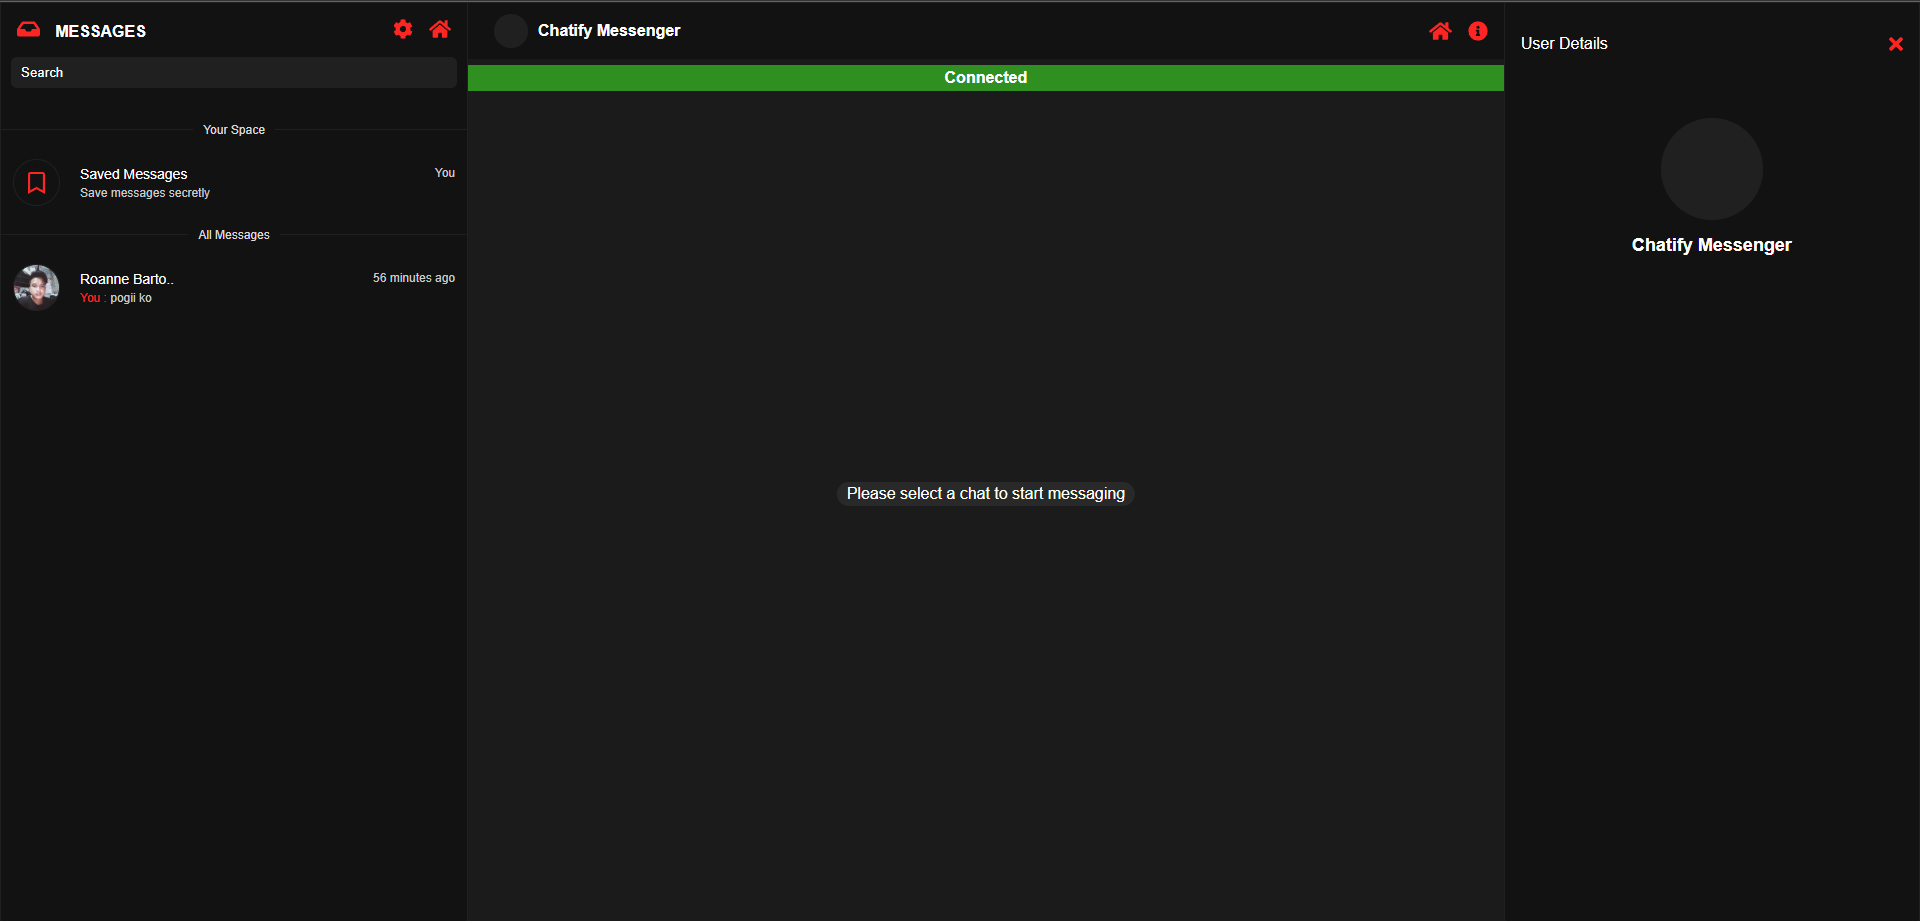 MESSAGES
Search
Your Space
Saved Messages
You
Save messages secretly
All Messages
Roanne Barto..
56 minutes ago
You : pogii ko
Chatify Messenger
Connected
Please select a chat to start messaging
User Details
Chatify Messenger